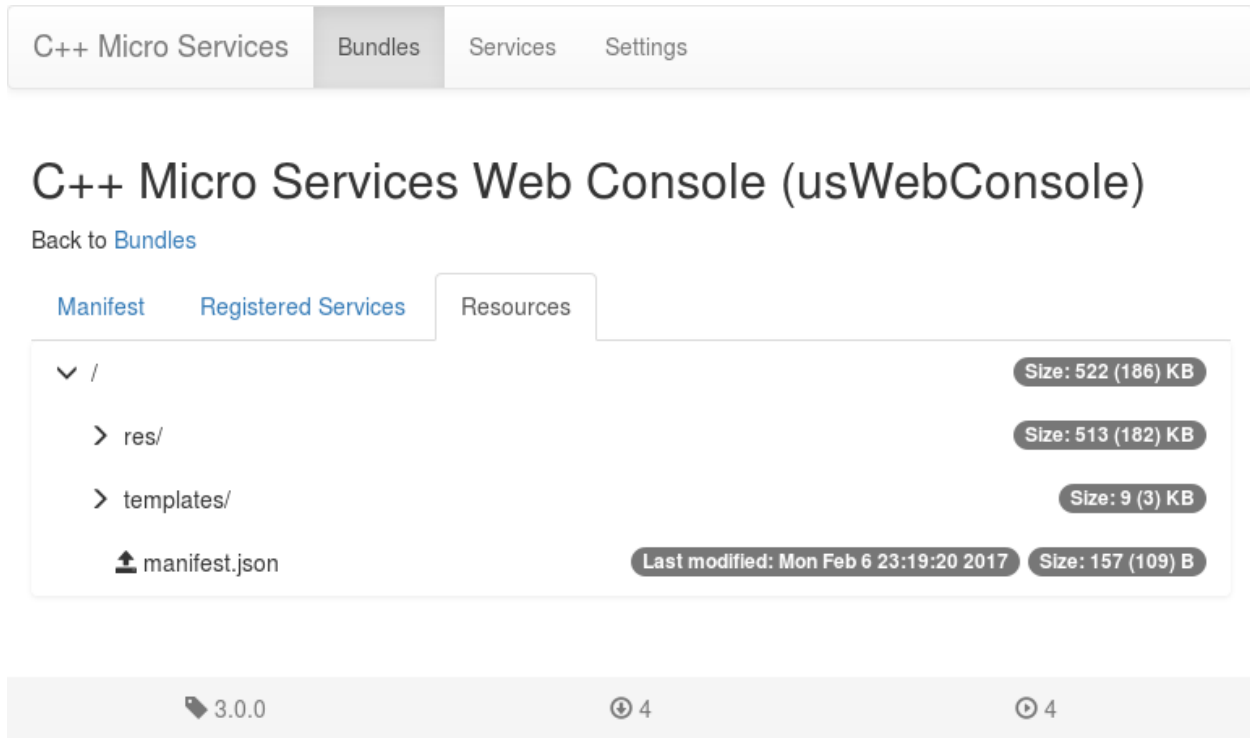 C++ Micro Services Bundles Services Settings
C++ Micro Services Web Console (usWebConsole)
Back to Bundles
Manifest Registered Services Resources
/ Size: 522 (186) KB
res/ Size: 513 (182) KB
templates/ Size: 9 (3) KB
manifest.json Last modified: Mon Feb 6 23:19:20 2017 Size: 157 (109) B
3.0.0 4 4